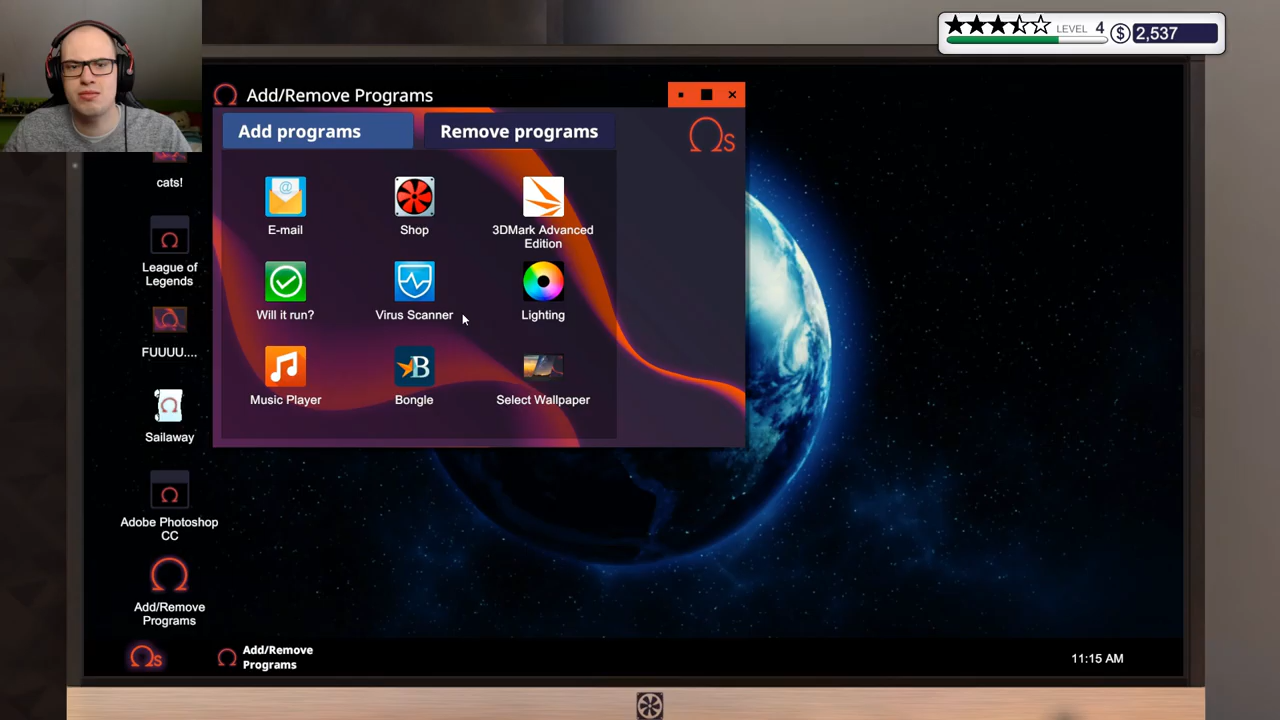 LEVEL 4
$ 2,537
Add/Remove Programs
Add programs
Remove programs
Ωs
cats!
E-mail
Shop
3DMark Advanced
Edition
League of
Legends
Will it run?
Virus Scanner
Lighting
FUUUU....
B
Music Player
Bongle
Select Wallpaper
Sailaway
Adobe Photoshop
CC
Add/Remove
Programs
Ωs
Add/Remove
Programs
11:15 AM